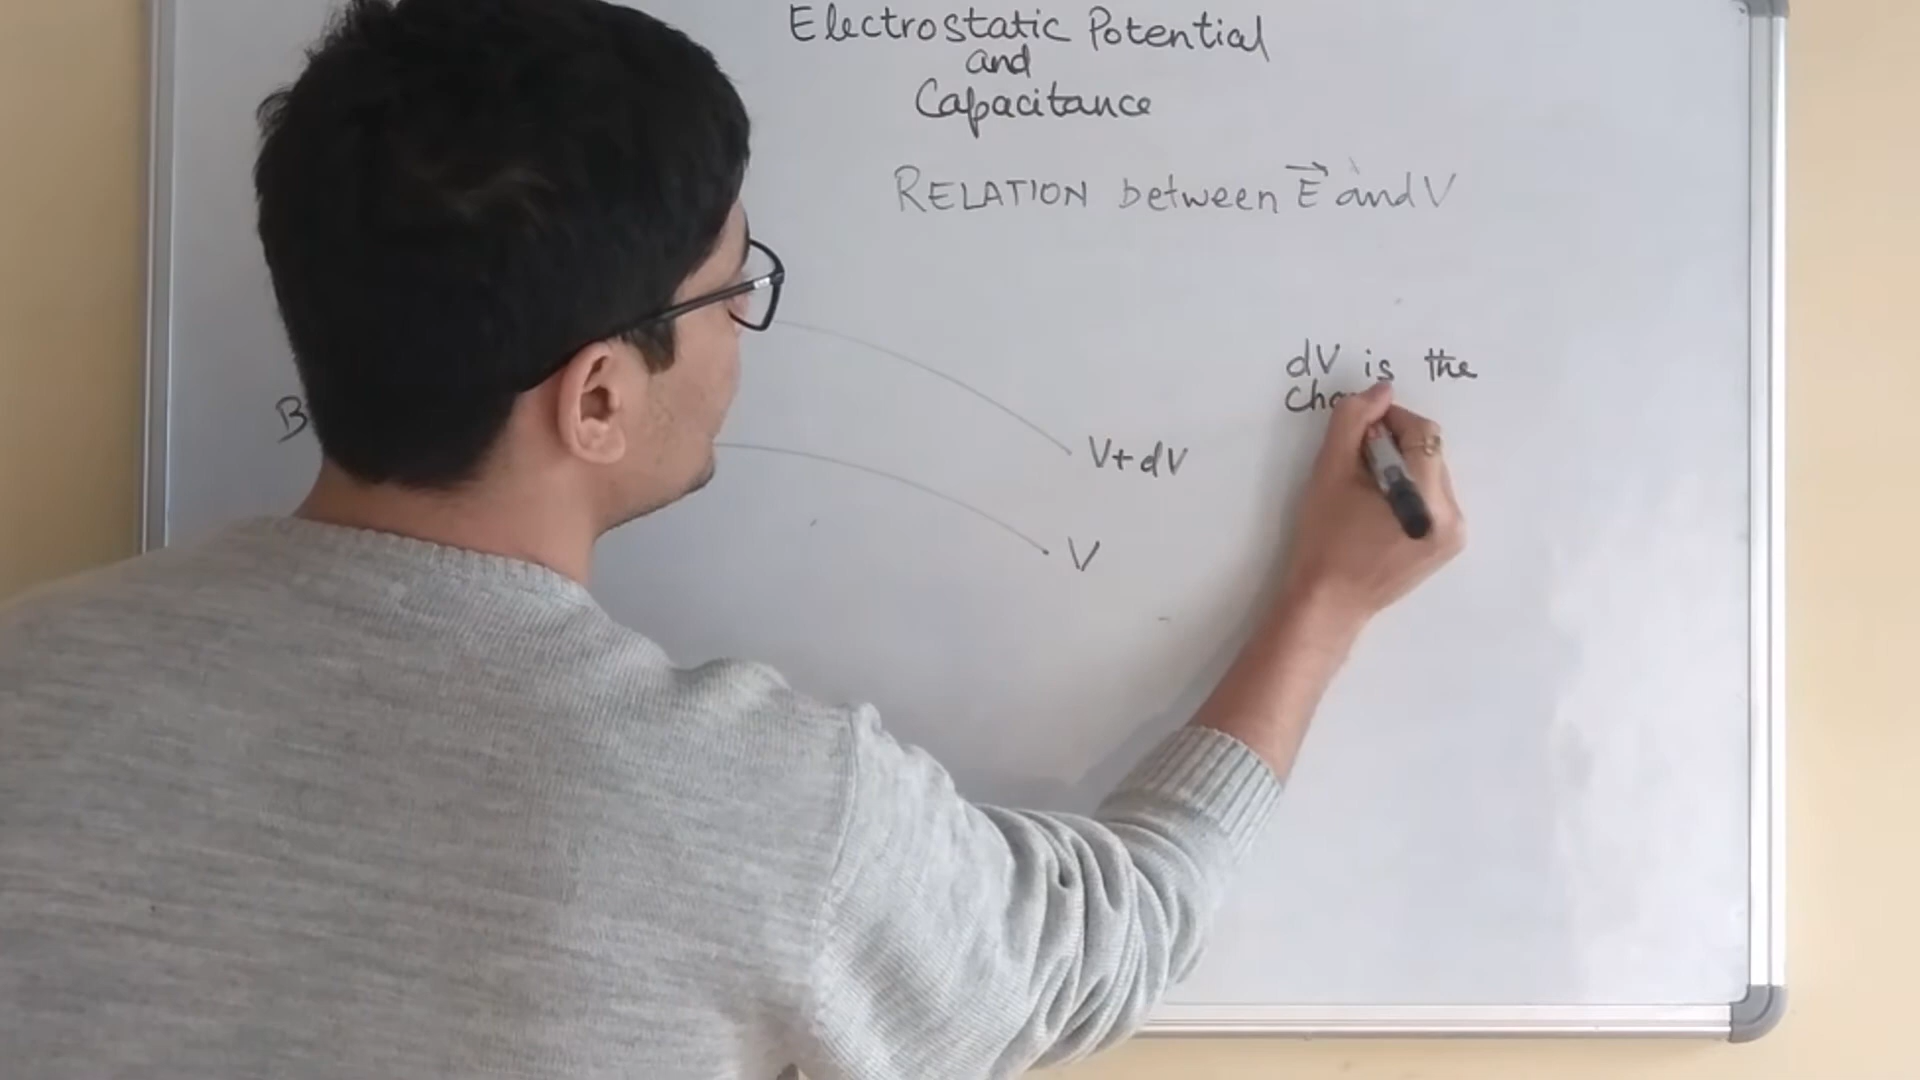 Electrostatic Potential
and
Capacitance
RELATION between E⃗ and V
dV is the
B
V+dV
V